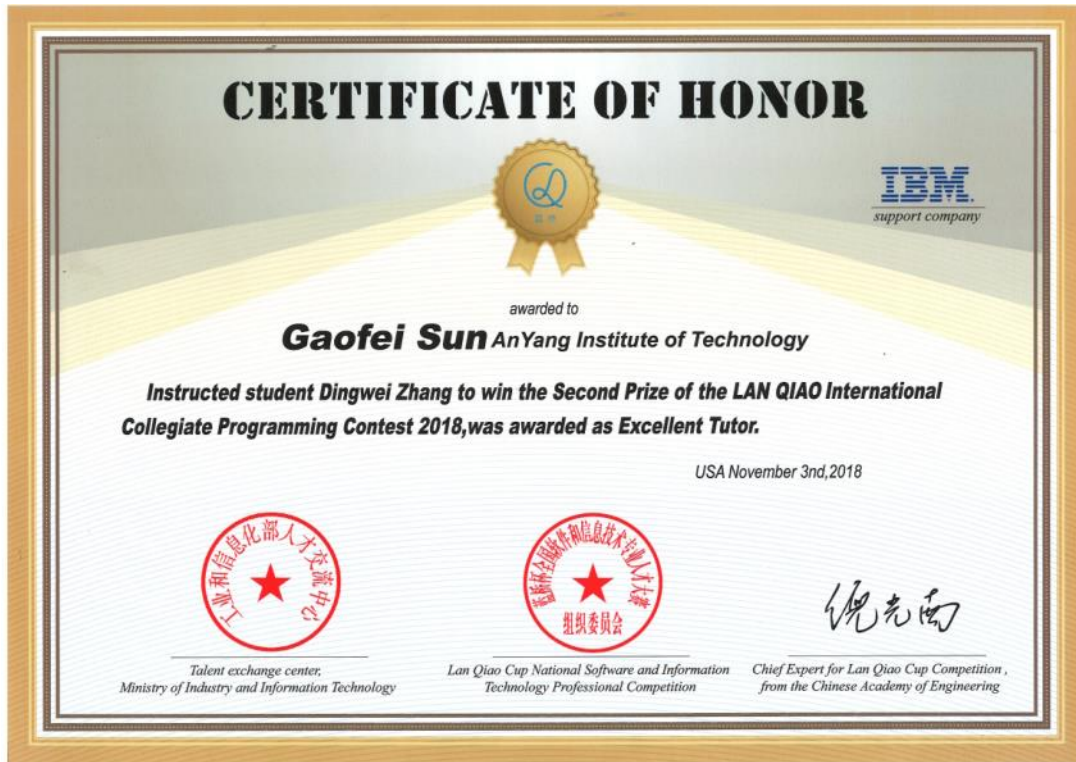 CERTIFICATE OF HONOR
蓝桥
IBM.
support company
awarded to
Gaofei Sun AnYang Institute of Technology
Instructed student Dingwei Zhang to win the Second Prize of the LAN QIAO International
Collegiate Programming Contest 2018,was awarded as Excellent Tutor.
USA November 3nd,2018
工业和信息化部人才交流中心
蓝桥杯全国软件和信息技术专业人才大赛
组织委员会
倪光南
Talent exchange center,
Ministry of Industry and Information Technology
Lan Qiao Cup National Software and Information
Technology Professional Competition
Chief Expert for Lan Qiao Cup Competition ,
from the Chinese Academy of Engineering